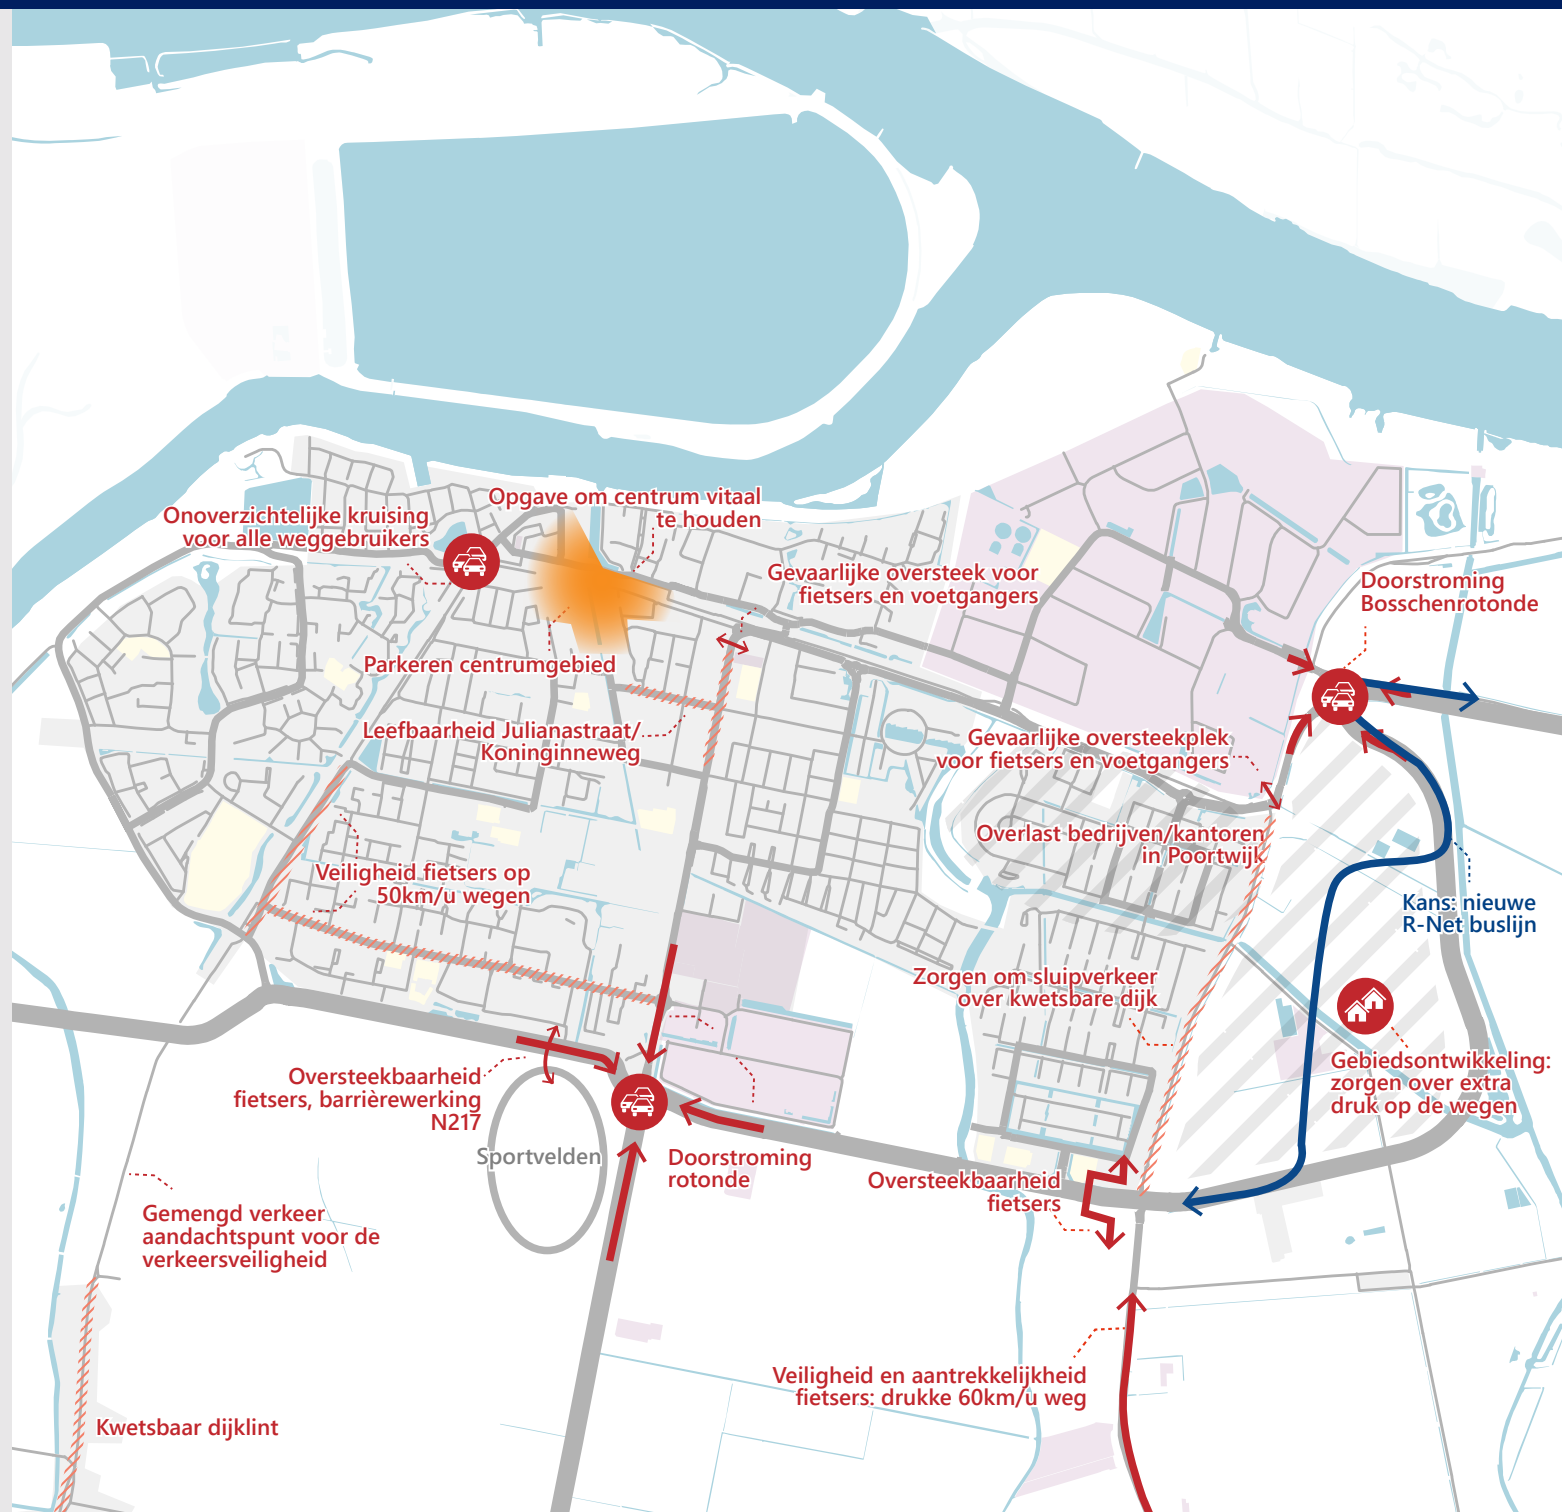 Opgave om centrum vitaal
te houden
Onoverzichtelijke kruising
voor alle weggebruikers
Gevaarlijke oversteek voor
fietsers en voetgangers
Doorstroming
Bosschenrotonde
Parkeren centrumgebied
Leefbaarheid Julianastraat/
Koninginneweg
Gevaarlijke oversteekplek
voor fietsers en voetgangers
Overlast bedrijven/kantoren
in Poortwijk
Veiligheid fietsers op
50km/u wegen
Kans: nieuwe
R-Net buslijn
Zorgen om sluipverkeer
over kwetsbare dijk
Gebiedsontwikkeling:
zorgen over extra
druk op de wegen
Oversteekbaarheid
fietsers, barrièrewerking
N217
Sportvelden
Doorstroming
rotonde
Oversteekbaarheid
fietsers
Gemengd verkeer
aandachtspunt voor de
verkeersveiligheid
Veiligheid en aantrekkelijkheid
fietsers: drukke 60km/u weg
Kwetsbaar dijklint